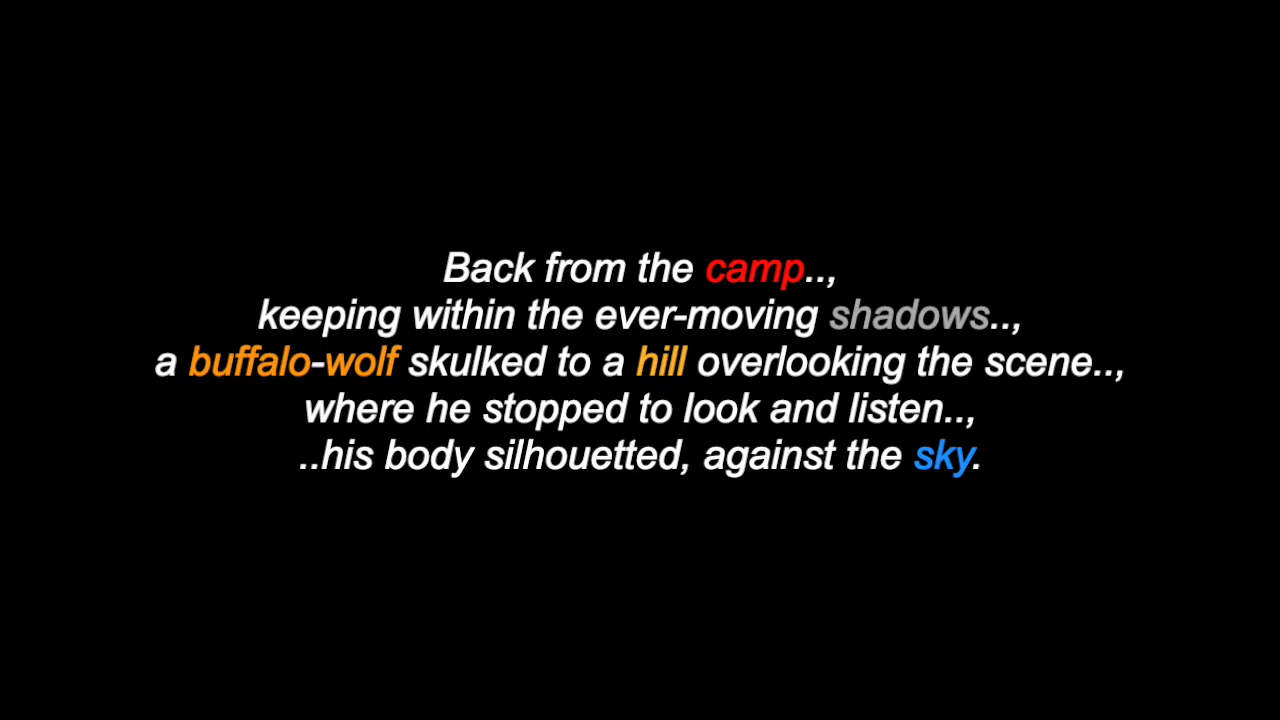 Back from the camp..,
keeping within the ever-moving shadows..,
a buffalo-wolf skulked to a hill overlooking the scene..,
where he stopped to look and listen..,
..his body silhouetted, against the sky.